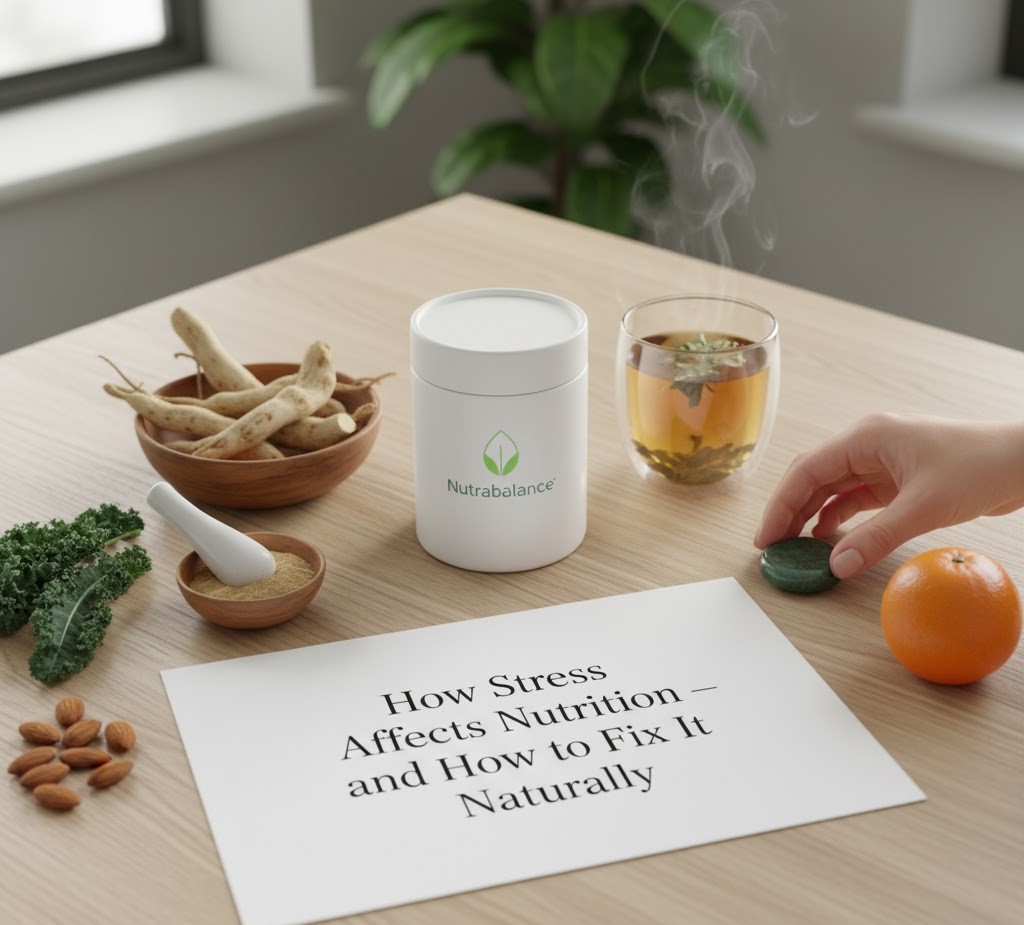 Nutrabalance
How Stress
Affects Nutrition –
and How to Fix It
Naturally